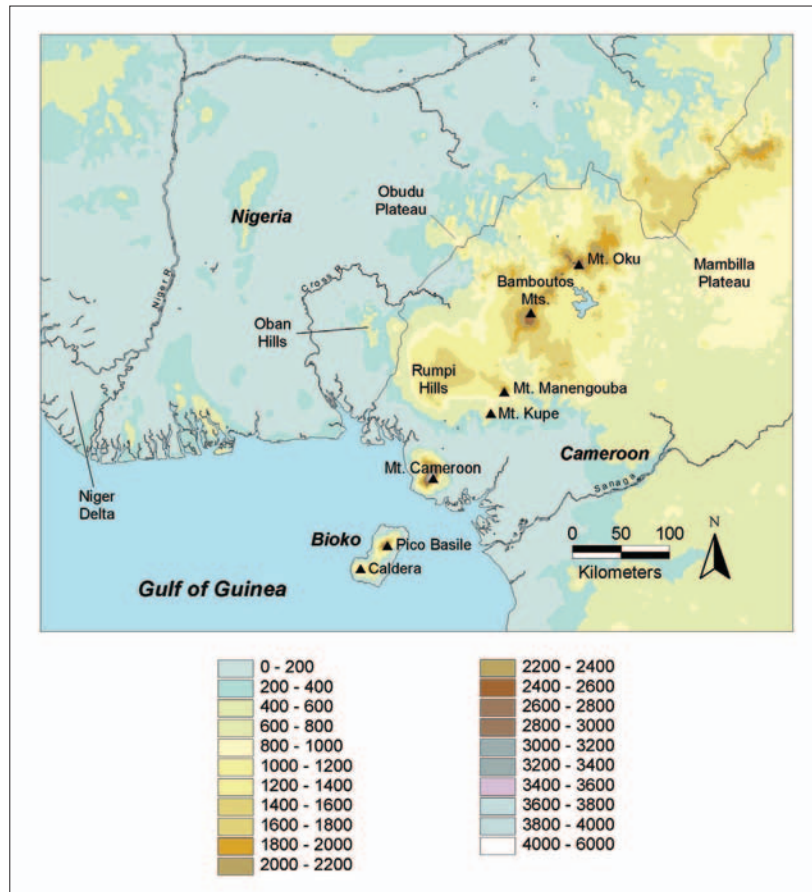 Nigeria
Obudu
Plateau
Mt. Oku
Bamboutos
Mts.
Mambilla
Plateau
Niger R.
Cross R.
Oban
Hills
Rumpi
Hills
Mt. Manengouba
Mt. Kupe
Cameroon
Mt. Cameroon
Sanaga
Niger
Delta
Bioko
Pico Basile
Caldera
Gulf of Guinea
0 50 100
Kilometers
N
0 - 200
200 - 400
400 - 600
600 - 800
800 - 1000
1000 - 1200
1200 - 1400
1400 - 1600
1600 - 1800
1800 - 2000
2000 - 2200
2200 - 2400
2400 - 2600
2600 - 2800
2800 - 3000
3000 - 3200
3200 - 3400
3400 - 3600
3600 - 3800
3800 - 4000
4000 - 6000